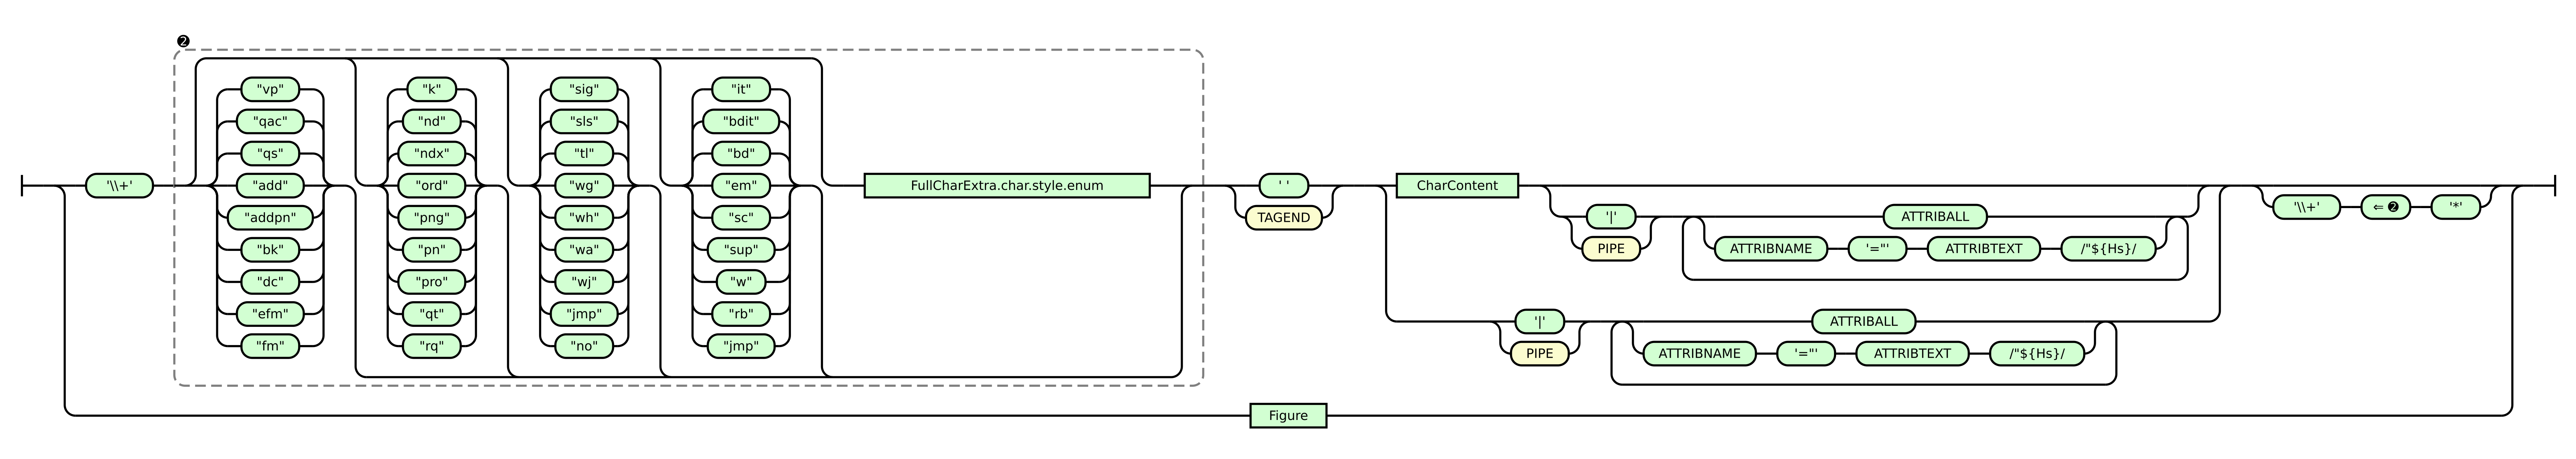 ❷
"vp" "k" "sig" "it"
"qac" "nd" "sls" "bdit"
"qs" "ndx" "tl" "bd"
'\\+' "add" "ord" "wg" "em" FullCharExtra.char.style.enum ' ' CharContent
"addpn" "png" "wh" "sc" TAGEND '|' ATTRIBALL '\\+' ⇐ ❷ '*'
"bk" "pn" "wa" "sup" PIPE ATTRIBNAME '="' ATTRIBTEXT /"${Hs}/
"dc" "pro" "wj" "w"
"efm" "qt" "jmp" "rb" '|' ATTRIBALL
"fm" "rq" "no" "jmp" PIPE ATTRIBNAME '="' ATTRIBTEXT /"${Hs}/
Figure